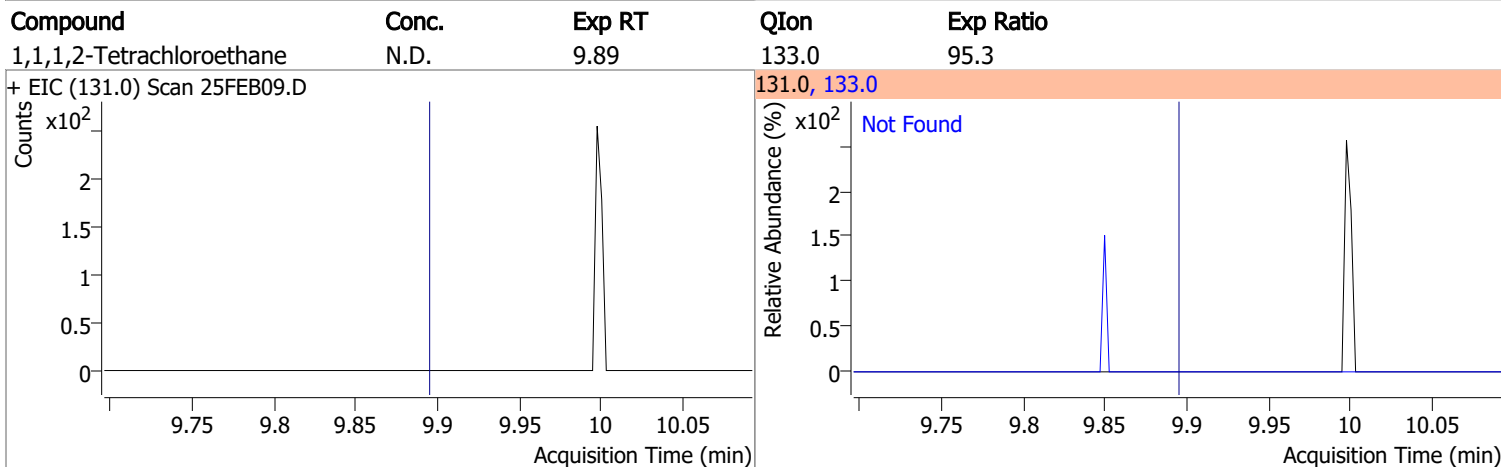 Compound Conc. Exp RT QIon Exp Ratio
1,1,1,2-Tetrachloroethane N.D. 9.89 133.0 95.3
+ EIC (131.0) Scan 25FEB09.D
Counts
x10²
2
1.5
1
0.5
0
9.75 9.8 9.85 9.9 9.95 10 10.05
Acquisition Time (min)
131.0, 133.0
Relative Abundance (%)
x10²
Not Found
2
1.5
1
0.5
0
9.75 9.8 9.85 9.9 9.95 10 10.05
Acquisition Time (min)